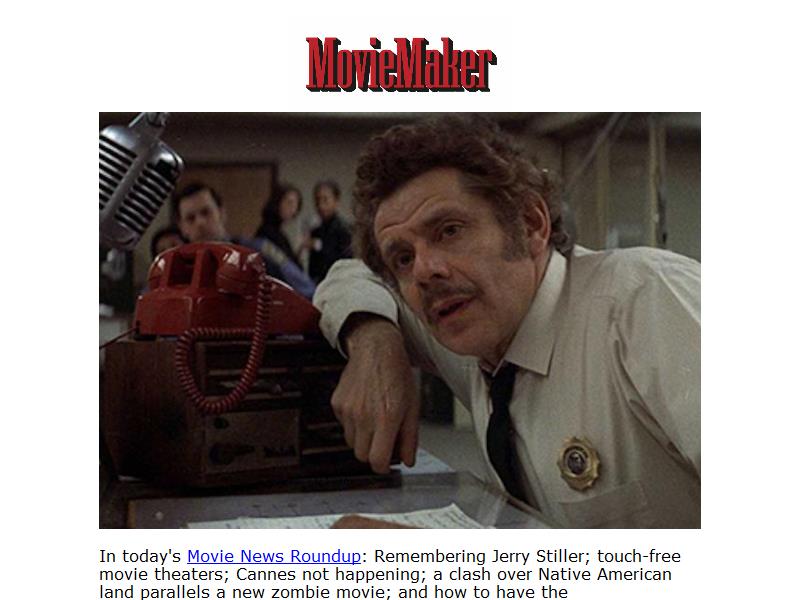 MovieMaker
In today's Movie News Roundup: Remembering Jerry Stiller; touch-free
movie theaters; Cannes not happening; a clash over Native American
land parallels a new zombie movie; and how to have the